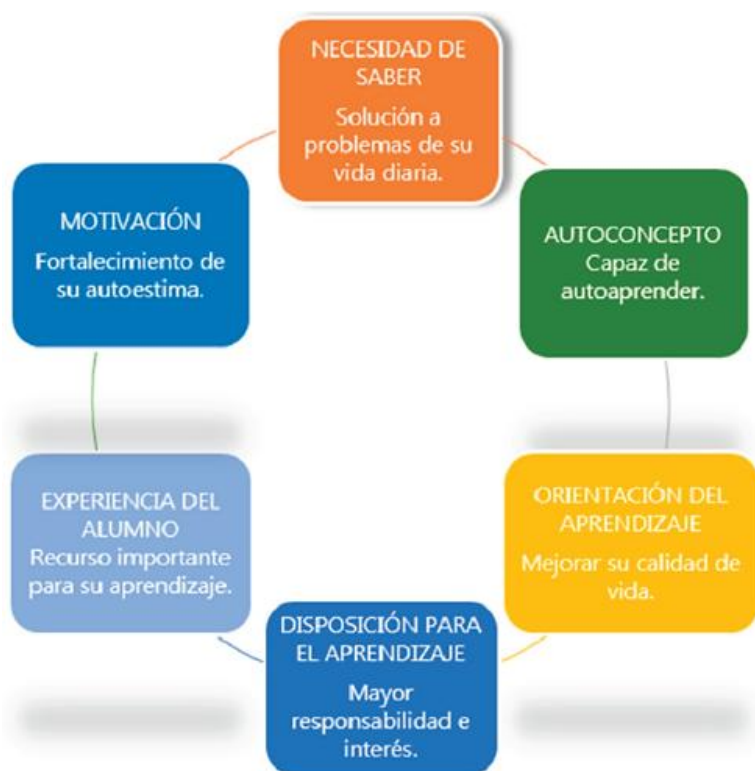 NECESIDAD DE
SABER
Solución a
problemas de su
vida diaria.
AUTOCONCEPTO
Capaz de
autoaprender.
ORIENTACIÓN DEL
APRENDIZAJE
Mejorar su calidad de
vida.
DISPOSICIÓN PARA
EL APRENDIZAJE
Mayor
responsabilidad e
interés.
EXPERIENCIA DEL
ALUMNO
Recurso importante
para su aprendizaje.
MOTIVACIÓN
Fortalecimiento de
su autoestima.